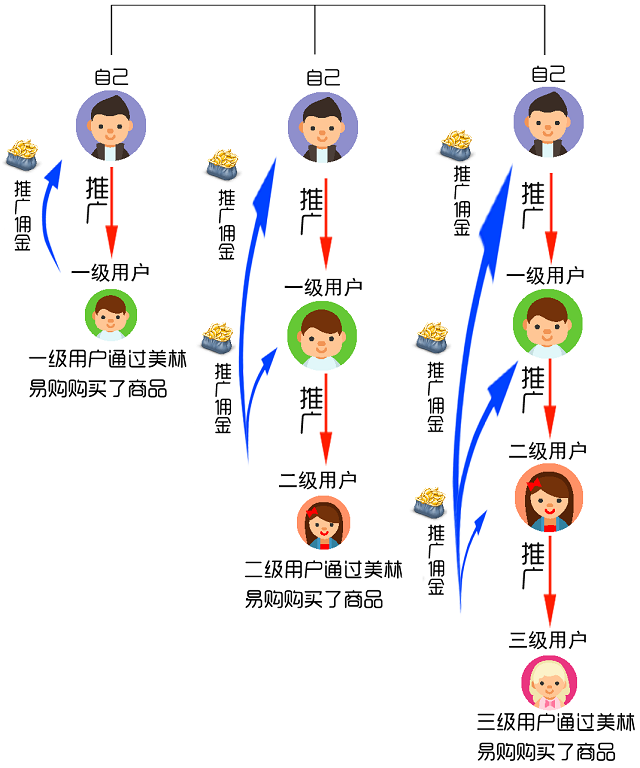 自己
推广
推广佣金
一级用户
一级用户通过美林
易购购买了商品
自己
推广佣金
推广
一级用户
推广佣金
推广
二级用户
二级用户通过美林
易购购买了商品
自己
推广佣金
推广
一级用户
推广佣金
推广
二级用户
推广佣金
推广
三级用户
三级用户通过美林
易购购买了商品